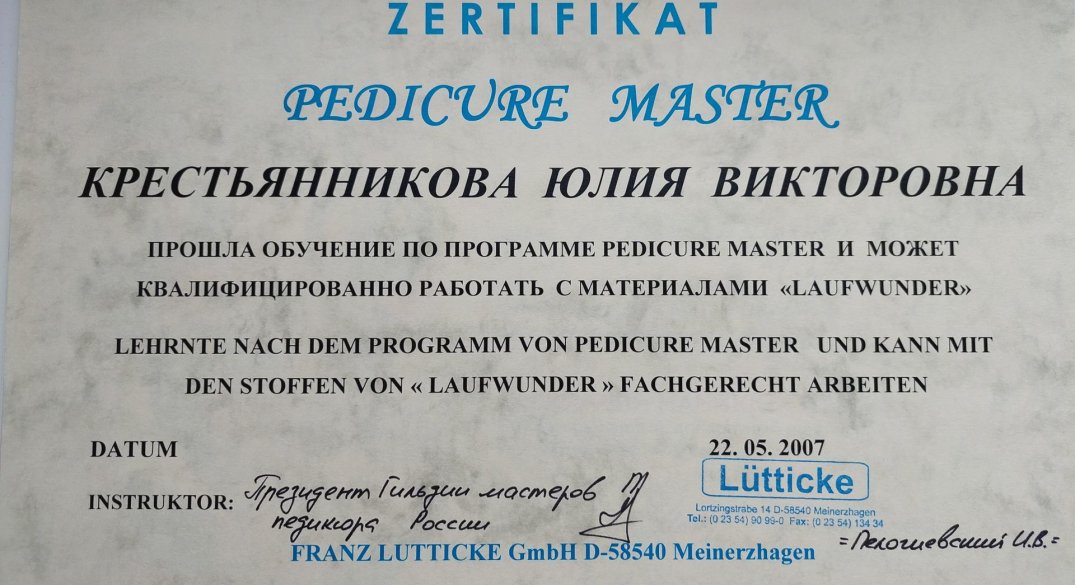 ZERTIFIKAT
PEDICURE MASTER
КРЕСТЬЯННИКОВА ЮЛИЯ ВИКТОРОВНА
ПРОШЛА ОБУЧЕНИЕ ПО ПРОГРАММЕ PEDICURE MASTER И МОЖЕТ
КВАЛИФИЦИРОВАННО РАБОТАТЬ С МАТЕРИАЛАМИ «LAUFWUNDER»
LEHRNTE NACH DEM PROGRAMM VON PEDICURE MASTER UND KANN MIT
DEN STOFFEN VON « LAUFWUNDER » FACHGERECHT ARBEITEN
DATUM 22. 05. 2007
Lütticke
Lortzingstraße 14 D-58540 Meinerzhagen
Tel.: (0 23 54) 90 99-0 Fax: (0 23 54) 134 34
INSTRUKTOR: Президент Гильдии мастеров
педикюра России
=Пелогиевский И.В.=
FRANZ LUTTICKE GmbH D-58540 Meinerzhagen